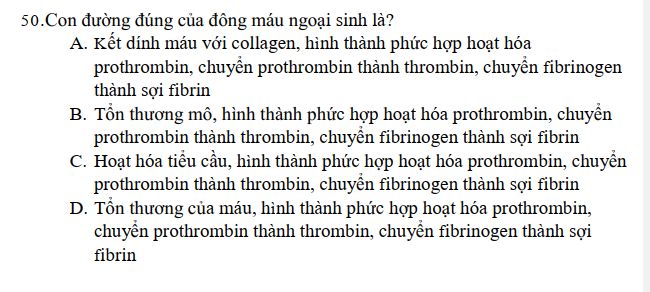 50.Con đường đúng của đông máu ngoại sinh là?
A. Kết dính máu với collagen, hình thành phức hợp hoạt hóa
prothrombin, chuyển prothrombin thành thrombin, chuyển fibrinogen
thành sợi fibrin
B. Tổn thương mô, hình thành phức hợp hoạt hóa prothrombin, chuyển
prothrombin thành thrombin, chuyển fibrinogen thành sợi fibrin
C. Hoạt hóa tiểu cầu, hình thành phức hợp hoạt hóa prothrombin, chuyển
prothrombin thành thrombin, chuyển fibrinogen thành sợi fibrin
D. Tổn thương của máu, hình thành phức hợp hoạt hóa prothrombin,
chuyển prothrombin thành thrombin, chuyển fibrinogen thành sợi
fibrin